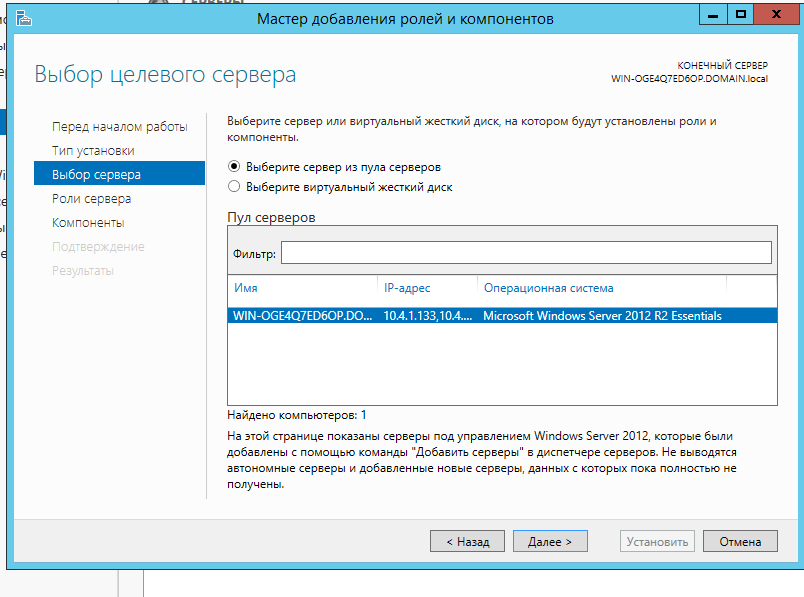 Мастер добавления ролей и компонентов
Выбор целевого сервера
КОНЕЧНЫЙ СЕРВЕР
WIN-OGE4Q7ED6OP.DOMAIN.local
Перед началом работы
Тип установки
Выбор сервера
Роли сервера
Компоненты
Подтверждение
Результаты
Выберите сервер или виртуальный жесткий диск, на котором будут установлены роли и
компоненты.
Выберите сервер из пула серверов
Выберите виртуальный жесткий диск
Пул серверов
Фильтр:
Имя IP-адрес Операционная система
WIN-OGE4Q7ED6OP.DO... 10.4.1.133,10.4.... Microsoft Windows Server 2012 R2 Essentials
Найдено компьютеров: 1
На этой странице показаны серверы под управлением Windows Server 2012, которые были
добавлены с помощью команды "Добавить серверы" в диспетчере серверов. Не выводятся
автономные серверы и добавленные новые серверы, данных с которых пока полностью не
получены.
< Назад Далее > Установить Отмена